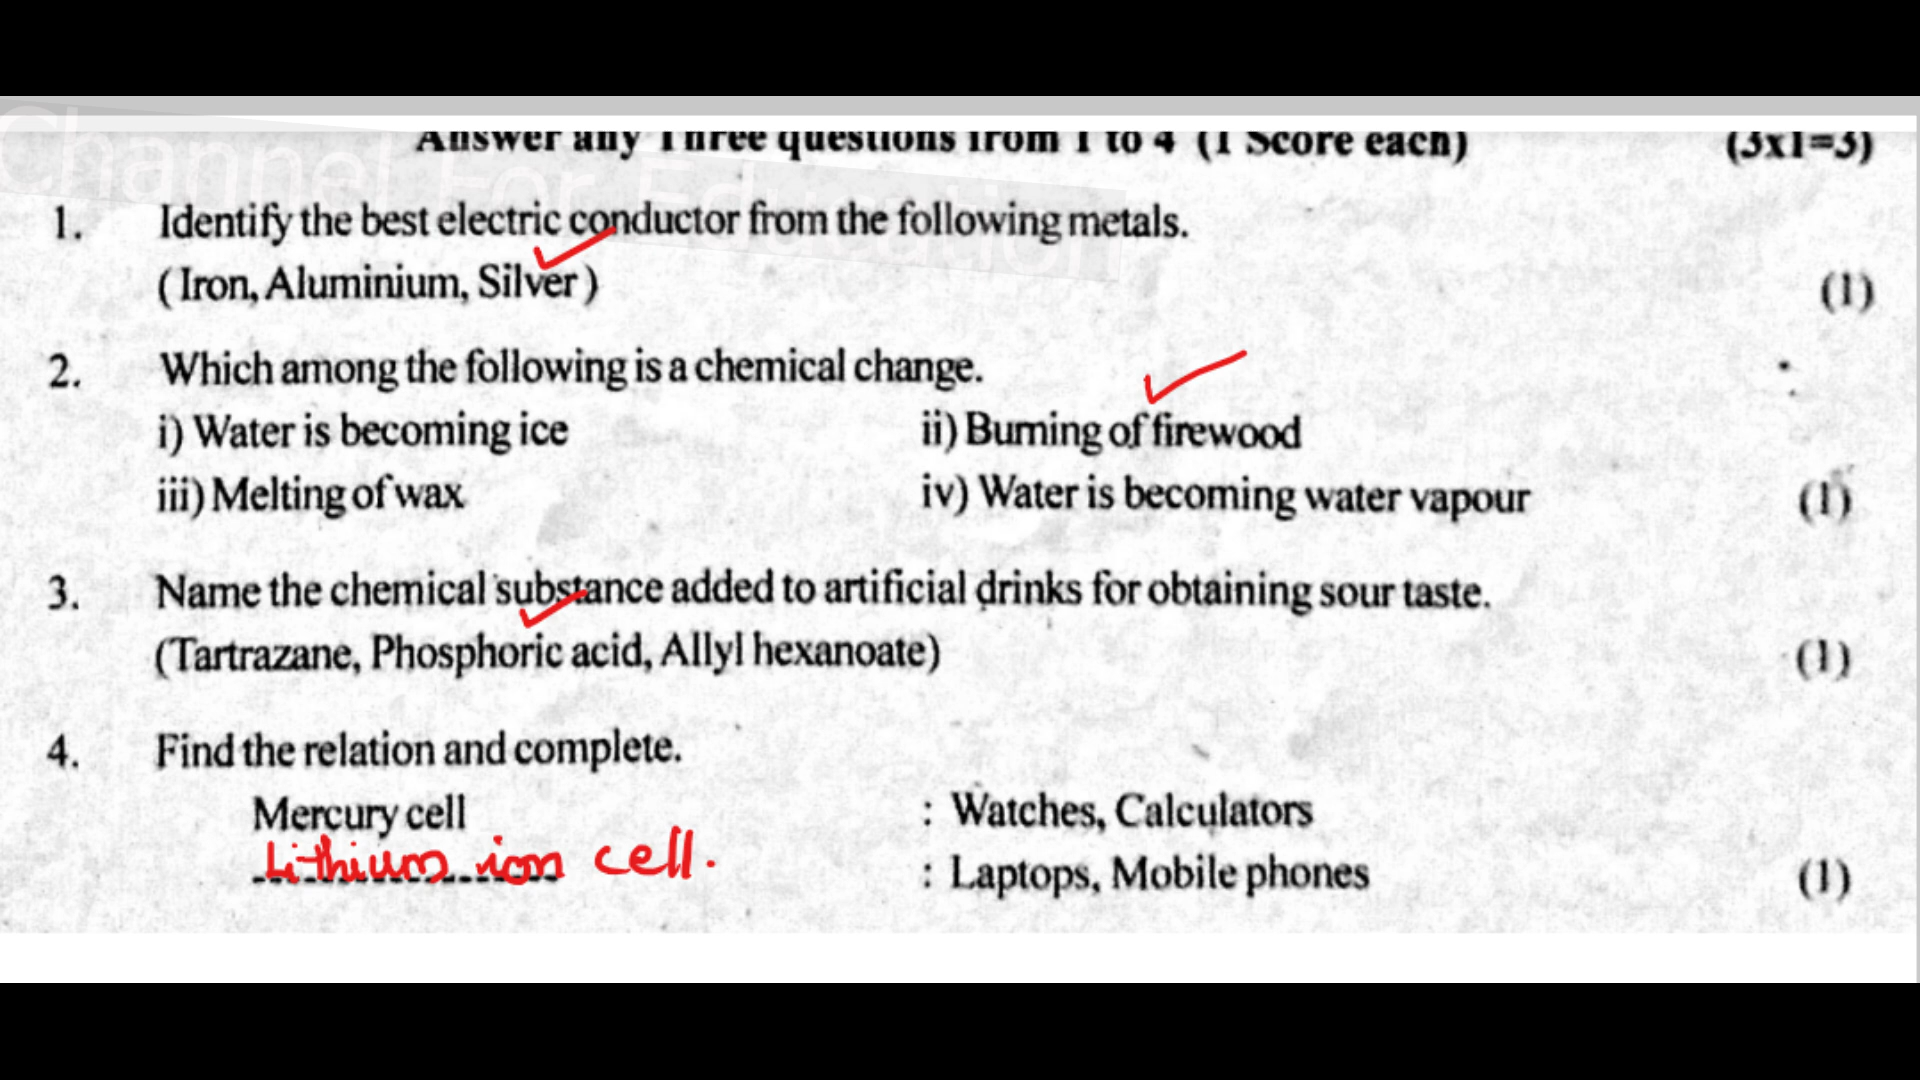 Channel For Education
Answer any Three questions from 1 to 4 (1 Score each) (3x1=3)
1. Identify the best electric conductor from the following metals.
( Iron, Aluminium, Silver ) (1)
2. Which among the following is a chemical change.
i) Water is becoming ice ii) Burning of firewood
iii) Melting of wax iv) Water is becoming water vapour (1)
3. Name the chemical substance added to artificial drinks for obtaining sour taste.
(Tartrazane, Phosphoric acid, Allyl hexanoate) (1)
4. Find the relation and complete.
Mercury cell : Watches, Calculators
Lithium ion cell. : Laptops, Mobile phones (1)